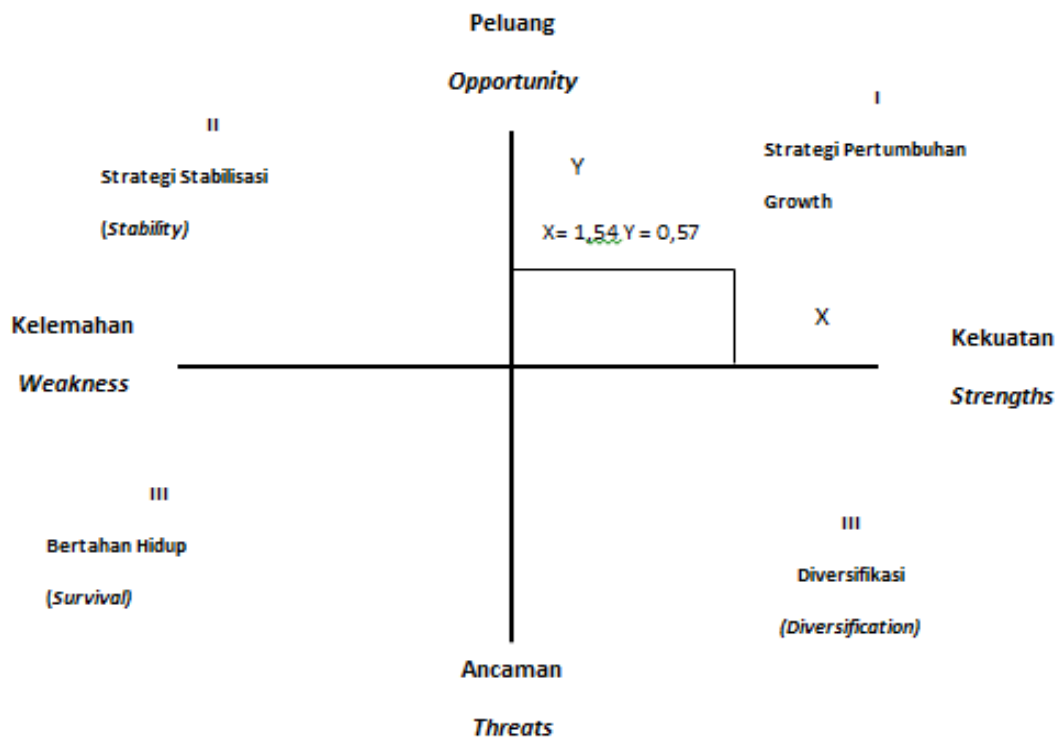 Peluang
Opportunity
I
II
Strategi Pertumbuhan
Y
Strategi Stabilisasi
Growth
(Stability)
X= 1,54 Y = 0,57
Kelemahan
X
Kekuatan
Weakness
Strengths
III
III
Bertahan Hidup
Diversifikasi
(Survival)
(Diversification)
Ancaman
Threats